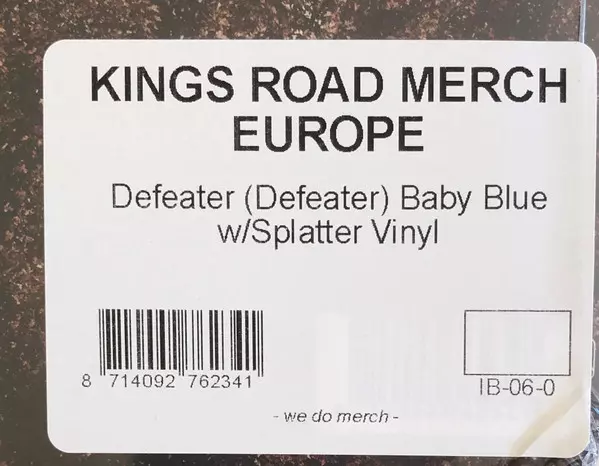 KINGS ROAD MERCH
EUROPE
Defeater (Defeater) Baby Blue
w/Splatter Vinyl
8 714092 762341
IB-06-0
- we do merch -